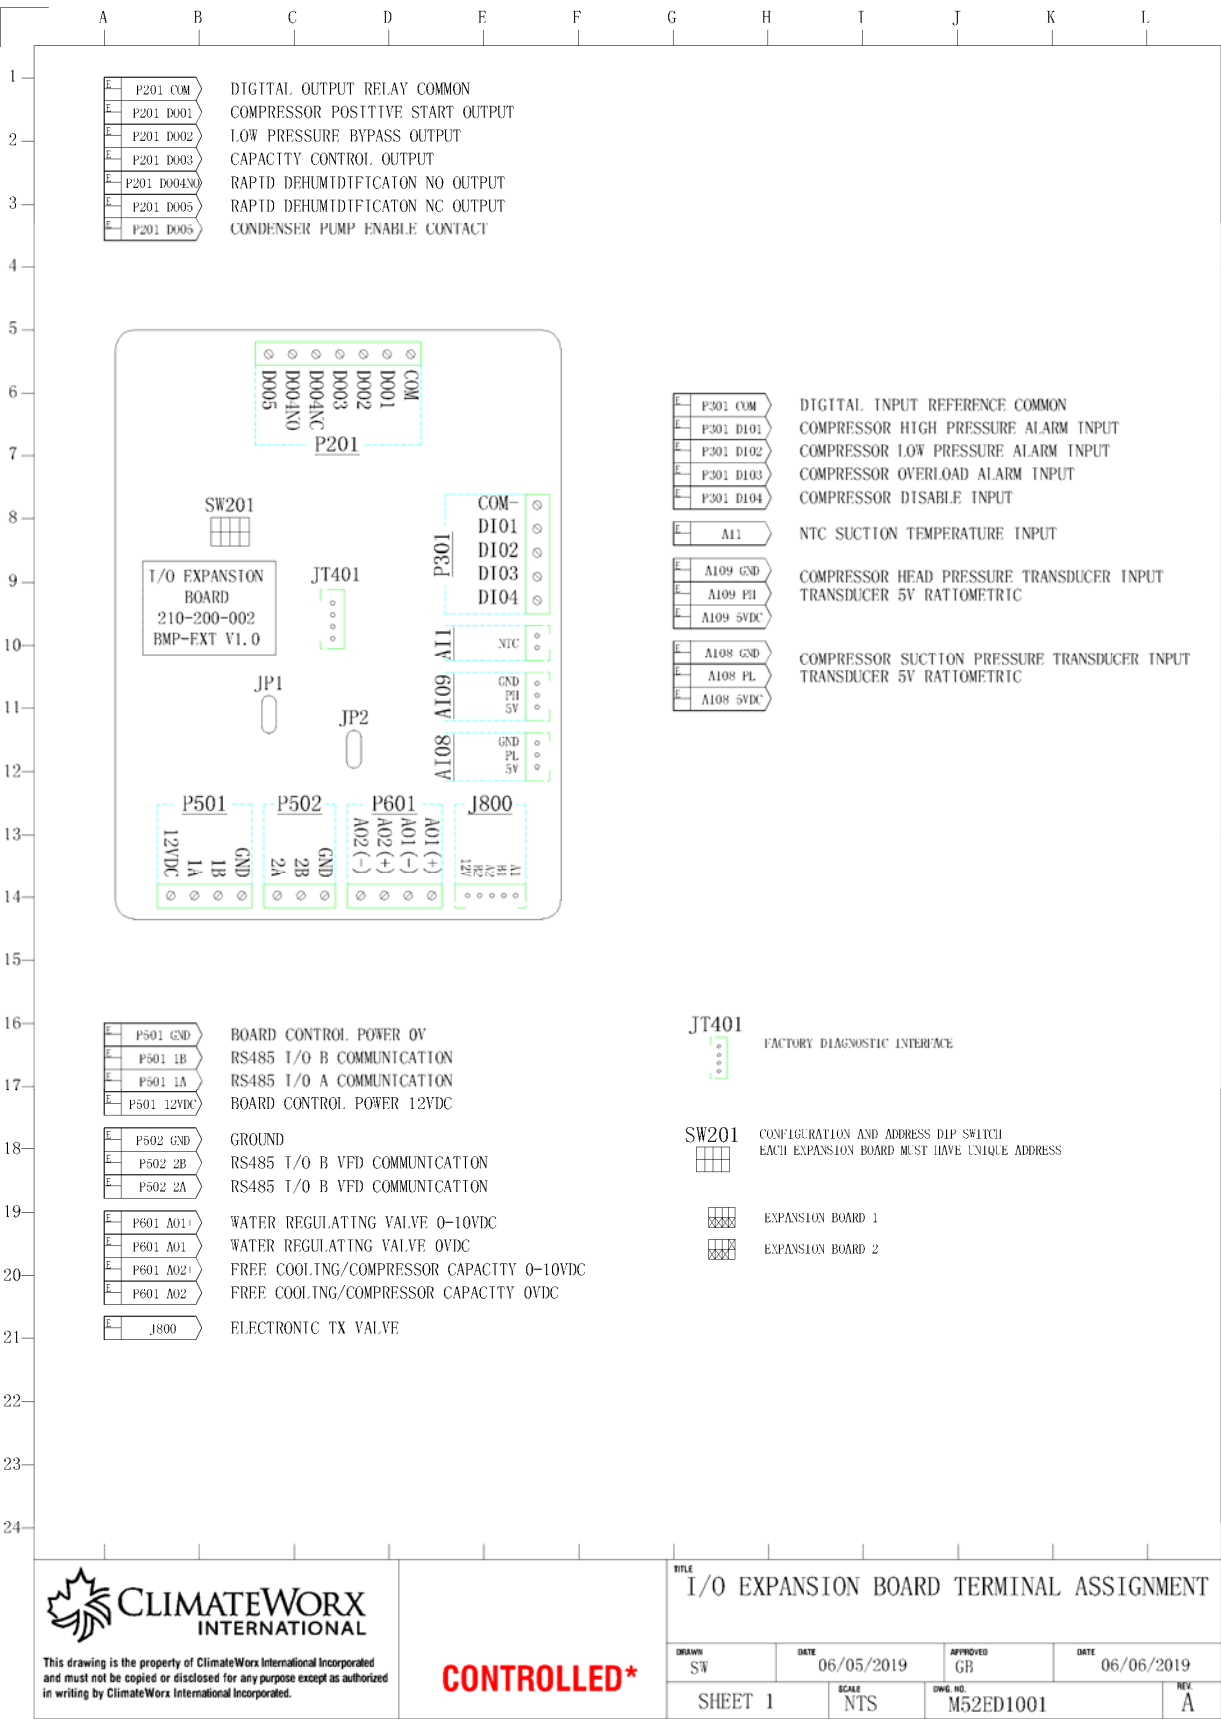 A B C D E F G H I J K L
1
P201 COM DIGITAL OUTPUT RELAY COMMON
P201 DO01 COMPRESSOR POSITIVE START OUTPUT
2
P201 DO02 LOW PRESSURE BYPASS OUTPUT
P201 DO03 CAPACITY CONTROL OUTPUT
P201 DO04NO RAPID DEHUMIDIFICATON NO OUTPUT
3
P201 DO05 RAPID DEHUMIDIFICATON NC OUTPUT
P201 DO05 CONDENSER PUMP ENABLE CONTACT
4
5
6
DO05 DO04NO DO04NC DO03 DO02 DO01 COM
P201
P301 COM DIGITAL INPUT REFERENCE COMMON
P301 DI01 COMPRESSOR HIGH PRESSURE ALARM INPUT
P301 DI02 COMPRESSOR LOW PRESSURE ALARM INPUT
P301 DI03 COMPRESSOR OVERLOAD ALARM INPUT
P301 DI04 COMPRESSOR DISABLE INPUT
AI1 NTC SUCTION TEMPERATURE INPUT
AI09 GND
AI09 PH
AI09 5VDC
COMPRESSOR HEAD PRESSURE TRANSDUCER INPUT
TRANSDUCER 5V RATIOMETRIC
AI08 GND
AI08 PL
AI08 5VDC
COMPRESSOR SUCTION PRESSURE TRANSDUCER INPUT
TRANSDUCER 5V RATIOMETRIC
7
8
SW201
P301
COM-
DI01
DI02
DI03
DI04
9
I/O EXPANSION
BOARD
210-200-002
BMP-EXT V1.0
JT401
10
AI1 NTC
JP1
AI09
GND
PH
5V
11
JP2
AI08
GND
PL
5V
12
P501 P502 P601 J800
13
12VDC 1A 1B GND
2A 2B GND
AO2(-) AO2(+) AO1(-) AO1(+)
12V B2 A2 B1 A1
14
15
16
P501 GND BOARD CONTROL POWER 0V
P501 1B RS485 I/O B COMMUNICATION
P501 1A RS485 I/O A COMMUNICATION
17
P501 12VDC BOARD CONTROL POWER 12VDC
P502 GND GROUND
18
P502 2B RS485 I/O B VFD COMMUNICATION
P502 2A RS485 I/O B VFD COMMUNICATION
19
P601 AO1+ WATER REGULATING VALVE 0-10VDC
P601 AO1 WATER REGULATING VALVE 0VDC
20
P601 AO2+ FREE COOLING/COMPRESSOR CAPACITY 0-10VDC
P601 AO2 FREE COOLING/COMPRESSOR CAPACITY 0VDC
J800 ELECTRONIC TX VALVE
21
22
23
24
JT401 FACTORY DIAGNOSTIC INTERFACE
SW201 CONFIGURATION AND ADDRESS DIP SWITCH
EACH EXPANSION BOARD MUST HAVE UNIQUE ADDRESS
EXPANSION BOARD 1
EXPANSION BOARD 2
CLIMATEWORX
INTERNATIONAL
This drawing is the property of ClimateWorx International Incorporated
and must not be copied or disclosed for any purpose except as authorized
in writing by ClimateWorx International Incorporated.
CONTROLLED*
TITLE
I/O EXPANSION BOARD TERMINAL ASSIGNMENT
DRAWN SW DATE 06/05/2019 APPROVED GB DATE 06/06/2019
SHEET 1 SCALE NTS DWG. NO. M52ED1001 REV. A